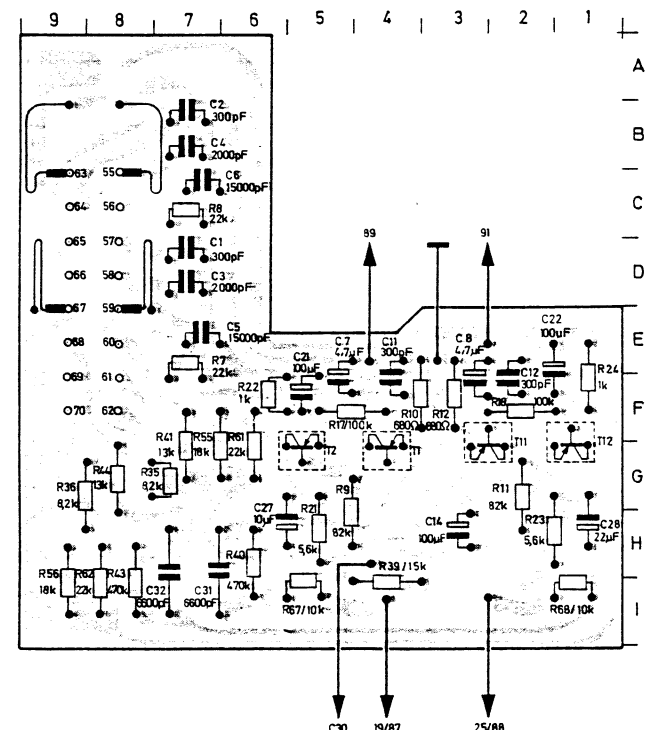 9 8 7 6 5 4 3 2 1
A
C2
300pF
B
C4
2000pF
63 55
C6
15000pF
64 56
R8
22k
C
65 57
C1
300pF
89
91
D
66 58
C3
2000pF
67 59
C5
15000pF
68 60
R7
22k
C21
100µF
C7
4,7µF
C11
300pF
C8
4,7µF
C12
300pF
C22
100µF
E
R24
1k
69 61
R22
1k
70 62
R17/100k
R10
680Ω
R12
680Ω
R18
100k
F
R41
13k
R55
18k
R61
22k
T2
T1
T11
T12
R44
13k
R35
8,2k
R36
8,2k
G
C27
10µF
R21
5,6k
R9
82k
R11
82k
C14
100µF
R23
5,6k
C28
22µF
H
R56
18k
R62
22k
R43
470k
C32
6600pF
C31
6600pF
R40
470k
R39/15k
R67/10k
R68/10k
I
C30 19/87 25/88